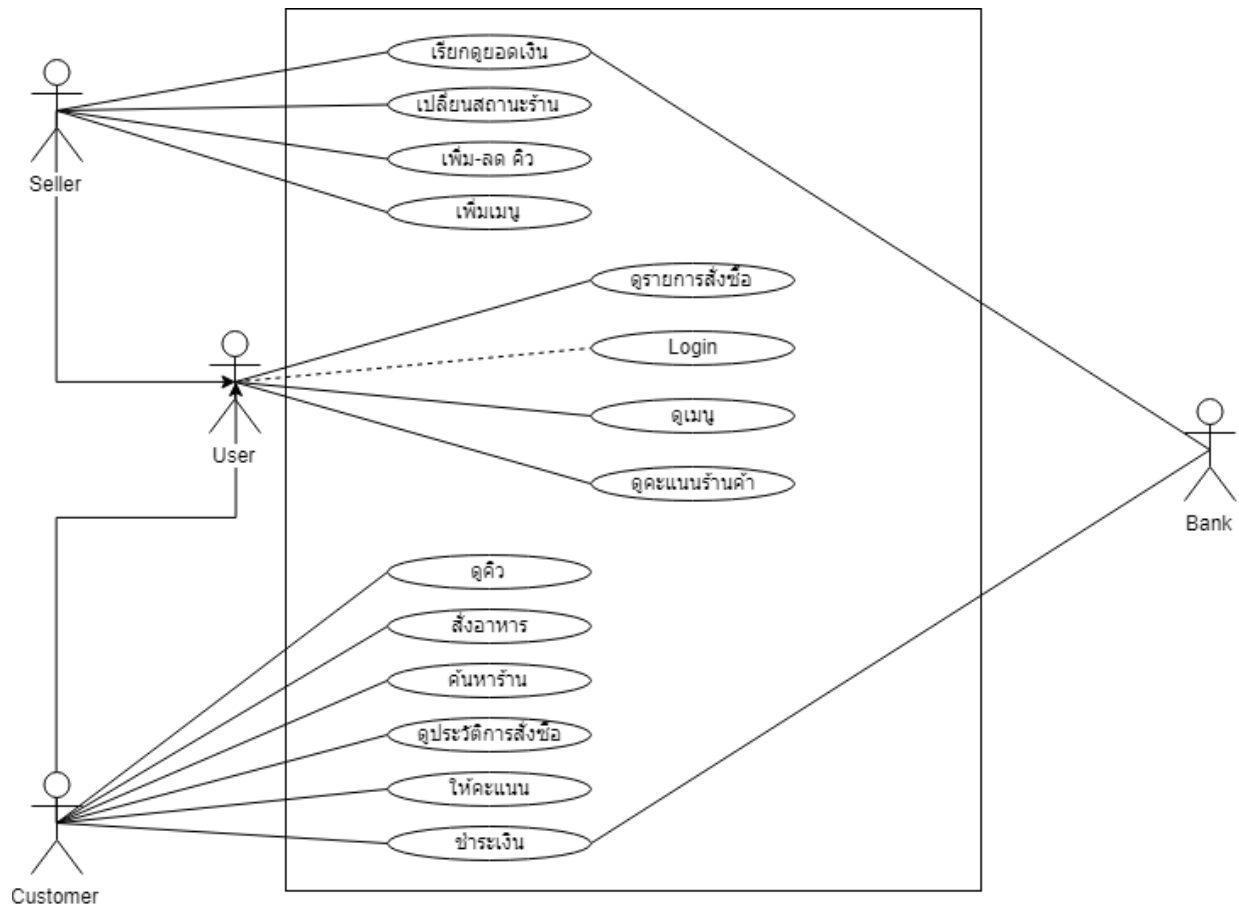 เรียกดูยอดเงิน
เปลี่ยนสถานะร้าน
เพิ่ม-ลด คิว
Seller
เพิ่มเมนู
ดูรายการสั่งซื้อ
Login
ดูเมนู
User
ดูคะแนนร้านค้า
Bank
ดูคิว
สั่งอาหาร
ค้นหาร้าน
ดูประวัติการสั่งซื้อ
ให้คะแนน
ชำระเงิน
Customer